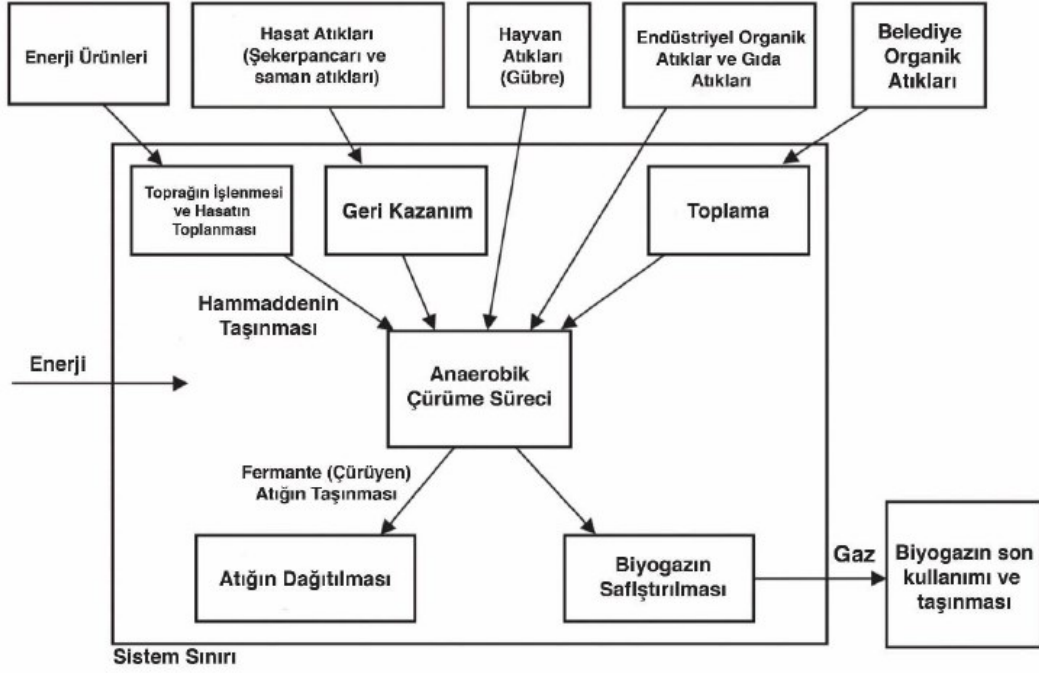 Enerji Ürünleri
Hasat Atıkları
(Şekerpancarı ve
saman atıkları)
Hayvan
Atıkları
(Gübre)
Endüstriyel Organik
Atıklar ve Gıda
Atıkları
Belediye
Organik
Atıkları
Toprağın İşlenmesi
ve Hasatın
Toplanması
Geri Kazanım
Toplama
Hammaddenin
Taşınması
Enerji
Anaerobik
Çürüme Süreci
Fermante (Çürüyen)
Atığın Taşınması
Atığın Dağıtılması
Biyogazın
Saflştırılması
Gaz
Biyogazın son
kullanımı ve
taşınması
Sistem Sınırı